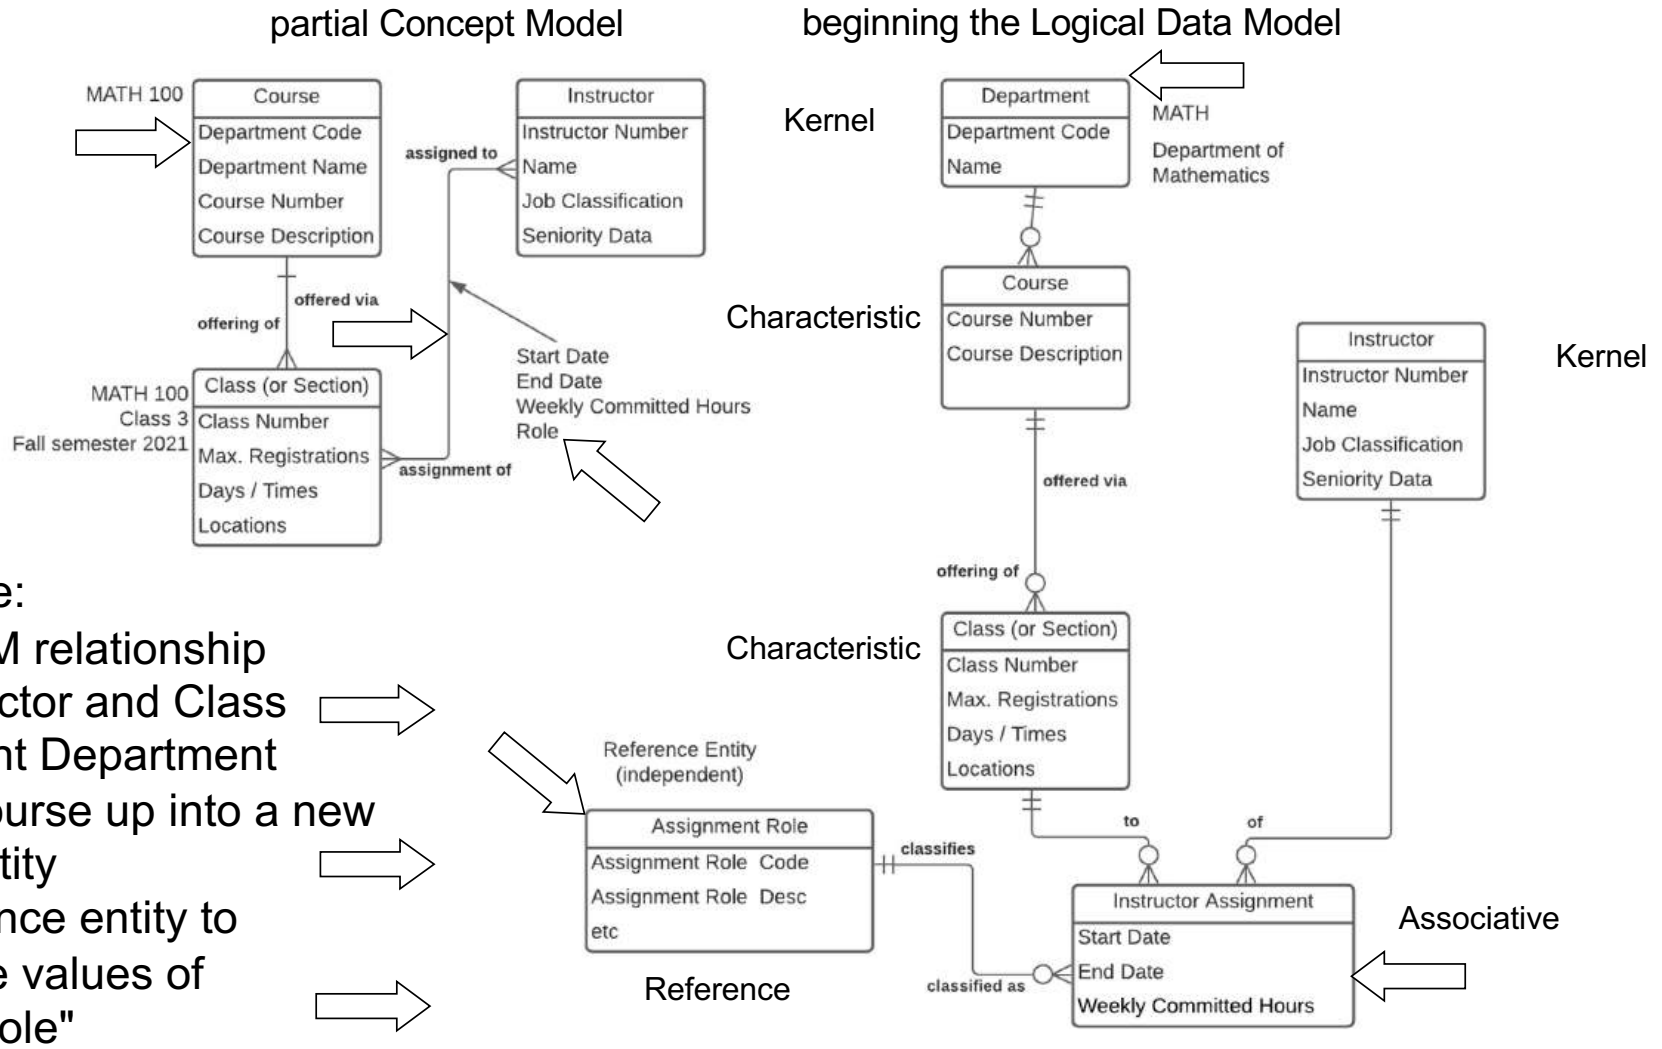 partial Concept Model
beginning the Logical Data Model
MATH 100
Course
Department Code
Department Name
Course Number
Course Description
Instructor
Instructor Number
Name
Job Classification
Seniority Data
assigned to
offered via
offering of
Start Date
End Date
Weekly Committed Hours
Role
MATH 100
Class 3
Fall semester 2021
Class (or Section)
Class Number
Max. Registrations
Days / Times
Locations
assignment of
Kernel
Department
Department Code
Name
MATH
Department of
Mathematics
Characteristic
Course
Course Number
Course Description
Instructor
Instructor Number
Name
Job Classification
Seniority Data
Kernel
offered via
offering of
Characteristic
Class (or Section)
Class Number
Max. Registrations
Days / Times
Locations
e:
M relationship
ctor and Class
nt Department
ourse up into a new
tity
nce entity to
e values of
ole"
Reference Entity
(independent)
Assignment Role
Assignment Role Code
Assignment Role Desc
etc
Reference
classifies
classified as
to
of
Instructor Assignment
Start Date
End Date
Weekly Committed Hours
Associative